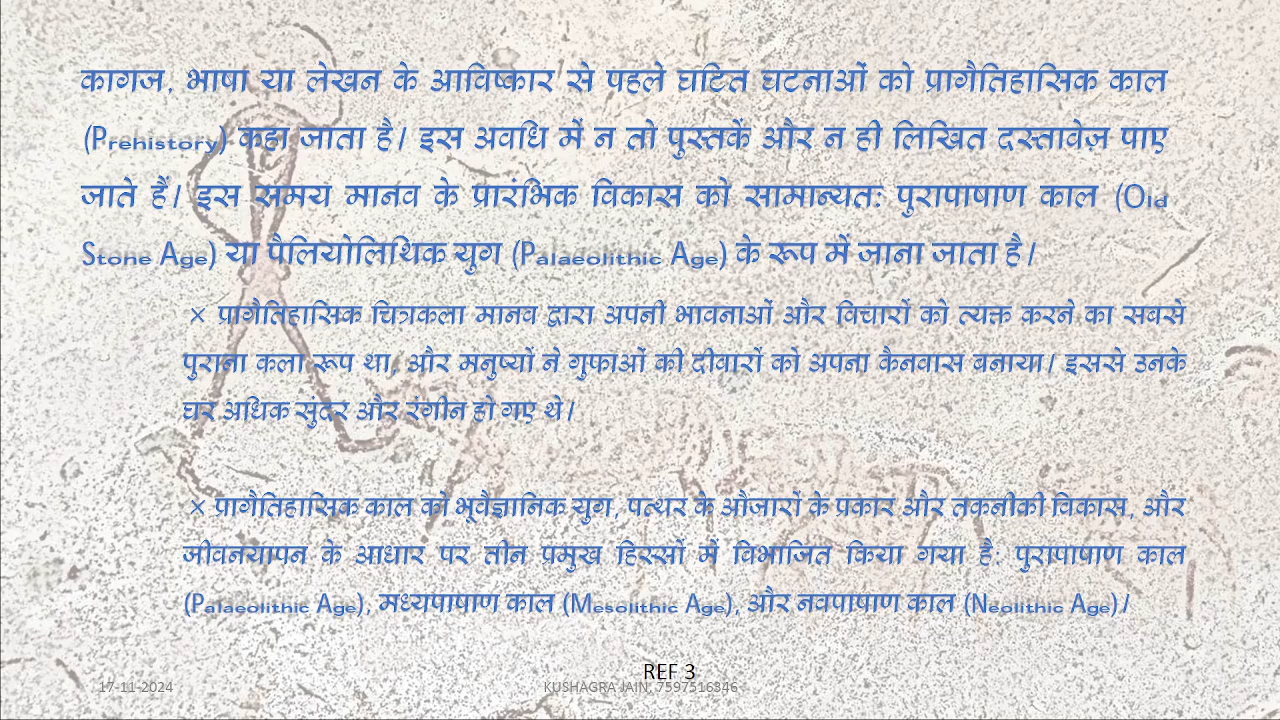 कागज, भाषा या लेखन के आविष्कार से पहले घटित घटनाओं को प्रागैतिहासिक काल
(Prehistory) कहा जाता है। इस अवधि में न तो पुस्तकें और न ही लिखित दस्तावेज़ पाए
जाते हैं। इस समय मानव के प्रारंभिक विकास को सामान्यतः पुरापाषाण काल (Old
Stone Age) या पैलियोलिथिक युग (Palaeolithic Age) के रूप में जाना जाता है।
× प्रागैतिहासिक चित्रकला मानव द्वारा अपनी भावनाओं और विचारों को व्यक्त करने का सबसे
पुराना कला रूप था, और मनुष्यों ने गुफाओं की दीवारों को अपना कैनवास बनाया। इससे उनके
घर अधिक सुंदर और रंगीन हो गए थे।
× प्रागैतिहासिक काल को भूवैज्ञानिक युग, पत्थर के औजारों के प्रकार और तकनीकी विकास, और
जीवनयापन के आधार पर तीन प्रमुख हिस्सों में विभाजित किया गया है: पुरापाषाण काल
(Palaeolithic Age), मध्यपाषाण काल (Mesolithic Age), और नवपाषाण काल (Neolithic Age)।
REF 3
17-11-2024 KUSHAGRA JAIN, 7597516346